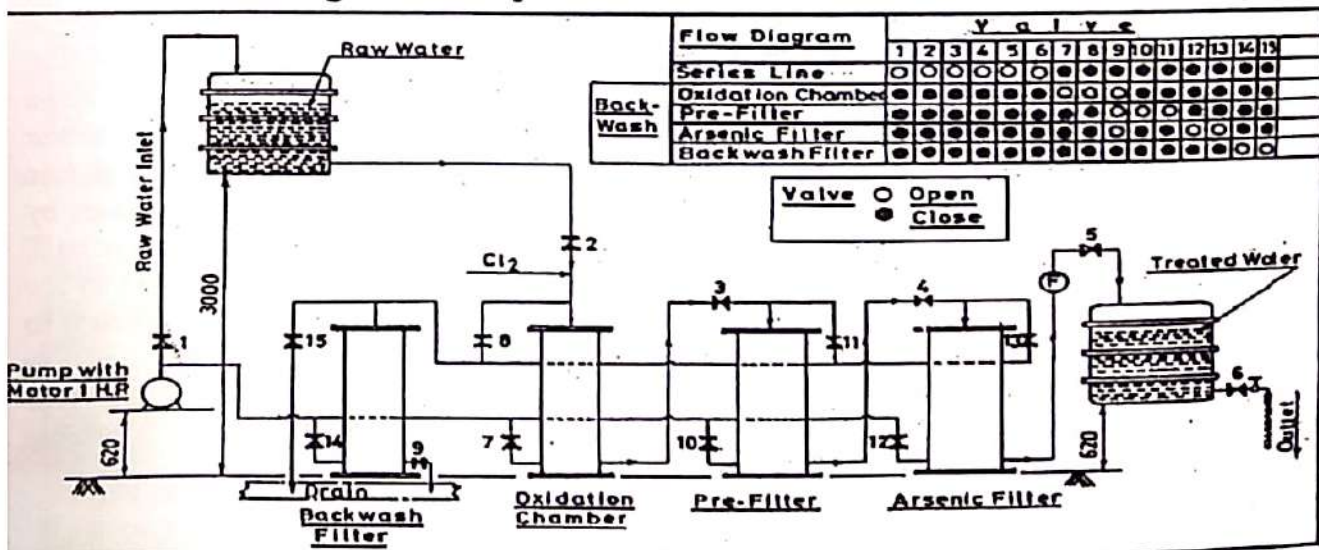 Flow Diagram
Valve
1 2 3 4 5 6 7 8 9 10 11 12 13 14 15
Series Line
Back-Wash
Oxidation Chamber
Pre-Filter
Arsenic Filter
Backwash Filter
Valve Open
Close
Raw Water
Raw Water Inlet
3000
Cl2
2
1
15
8
3
11
4
13
F
5
Treated Water
6
Outlet
Pump with
Motor 1 H.P.
620
14
9
7
10
12
620
Drain
Backwash
Filter
Oxidation
Chamber
Pre-Filter
Arsenic Filter